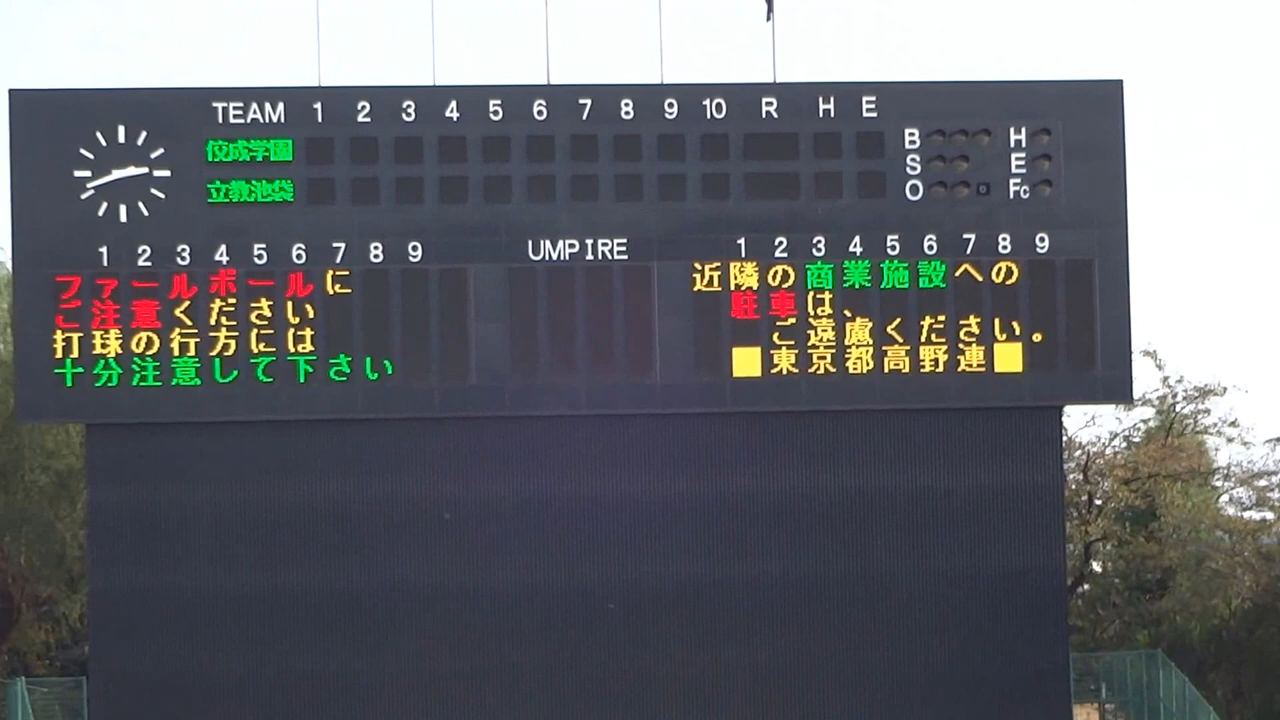 TEAM 1 2 3 4 5 6 7 8 9 10 R H E
佼成学園
立教池袋
B H
S E
O Fc
1 2 3 4 5 6 7 8 9
UMPIRE
1 2 3 4 5 6 7 8 9
ファールボールに
ご注意ください
打球の行方には
十分注意して下さい
近隣の商業施設への
駐車は、
ご遠慮ください。
■東京都高野連■